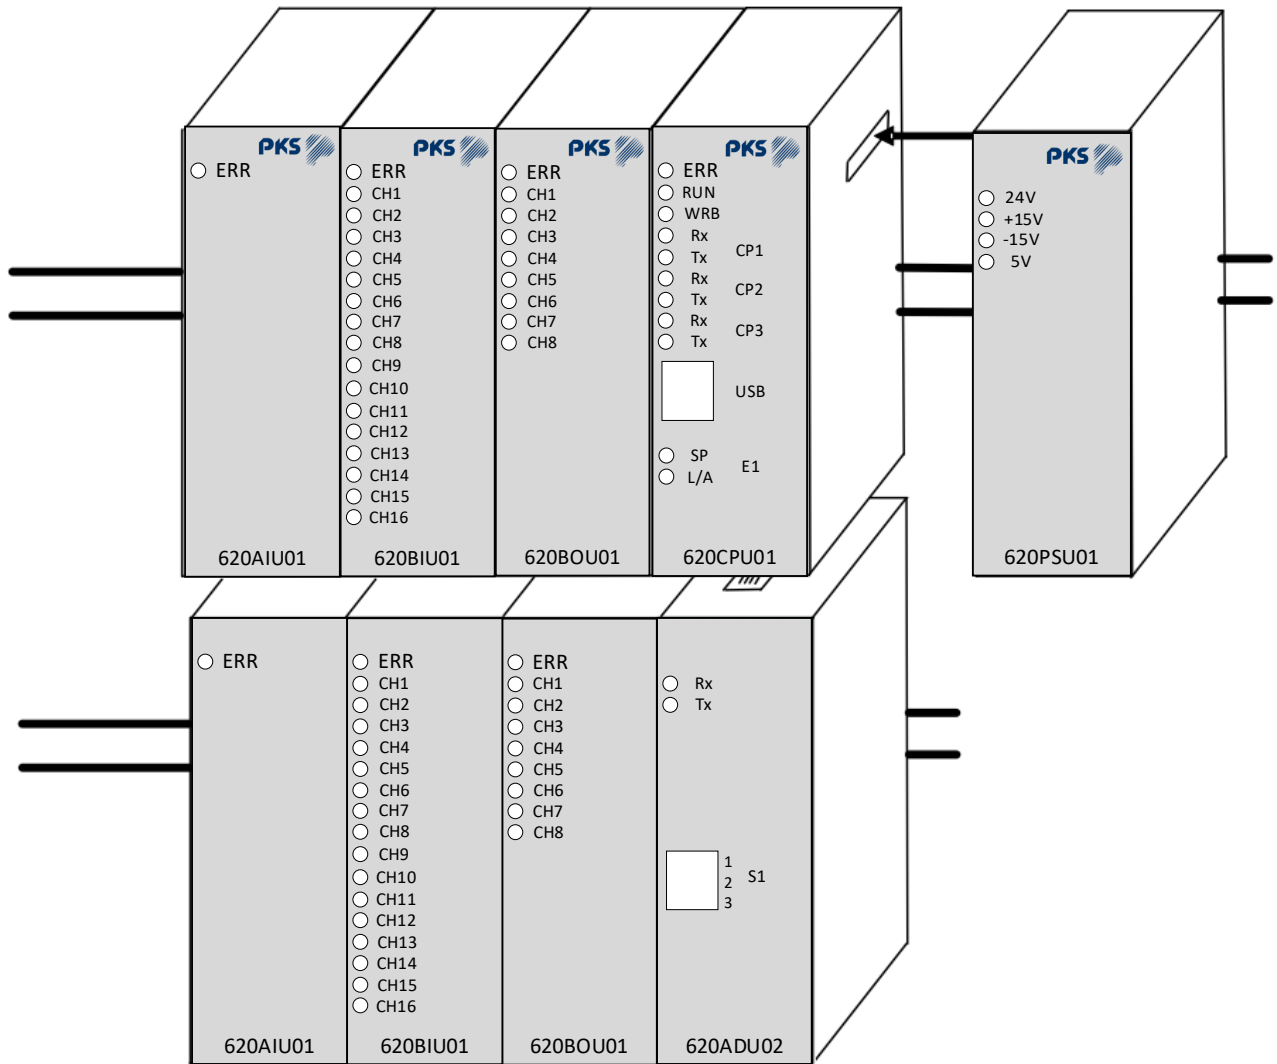 PKS
ERR
620AIU01
PKS
ERR
CH1
CH2
CH3
CH4
CH5
CH6
CH7
CH8
CH9
CH10
CH11
CH12
CH13
CH14
CH15
CH16
620BIU01
PKS
ERR
CH1
CH2
CH3
CH4
CH5
CH6
CH7
CH8
620BOU01
PKS
ERR
RUN
WRB
Rx
Tx CP1
Rx
Tx CP2
Rx
Tx CP3
USB
SP
L/A E1
620CPU01
PKS
24V
+15V
-15V
5V
620PSU01
ERR
620AIU01
ERR
CH1
CH2
CH3
CH4
CH5
CH6
CH7
CH8
CH9
CH10
CH11
CH12
CH13
CH14
CH15
CH16
620BIU01
ERR
CH1
CH2
CH3
CH4
CH5
CH6
CH7
CH8
620BOU01
Rx
Tx
1
2 S1
3
620ADU02